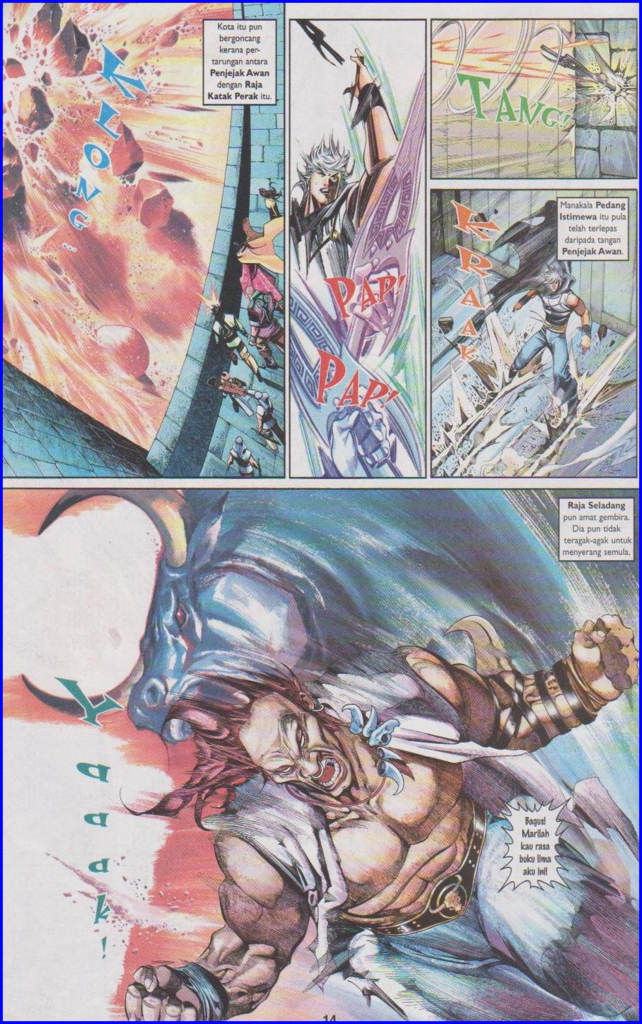 Kota itu pun
bergoncang
kerana per-
tarungan antara
Penjejak Awan
dengan Raja
Katak Perak itu.
KLONG...
PAP!
PAP!
TANG!
Manakala Pedang
Istimewa itu pula
telah terlepas
daripada tangan
Penjejak Awan.
KRAAK
Raja Seladang
pun amat gembira.
Dia pun tidak
teragak-agak untuk
menyerang semula.
Yaaak!
Bagus!
Marilah
kau rasa
buku lima
aku ini!
14